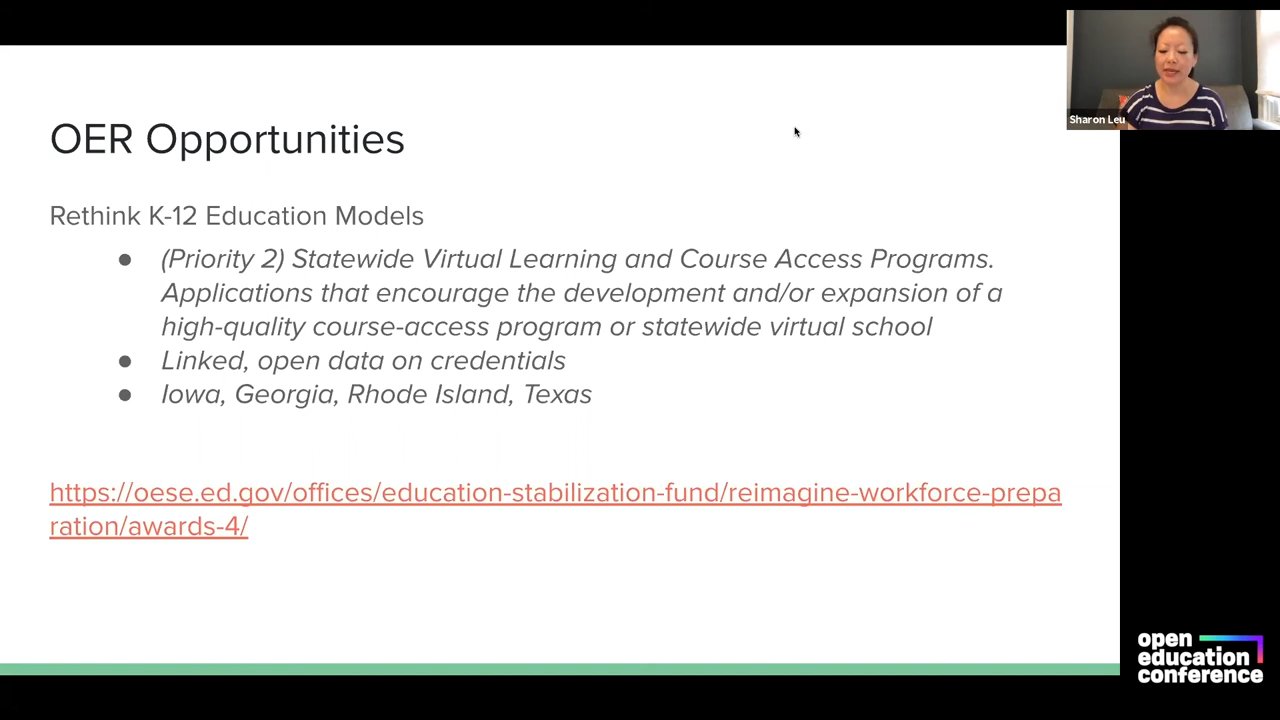 OER Opportunities
Rethink K-12 Education Models
● (Priority 2) Statewide Virtual Learning and Course Access Programs.
Applications that encourage the development and/or expansion of a
high-quality course-access program or statewide virtual school
● Linked, open data on credentials
● Iowa, Georgia, Rhode Island, Texas
https://oese.ed.gov/offices/education-stabilization-fund/reimagine-workforce-prepa
ration/awards-4/
Sharon Leu
open
education
conference